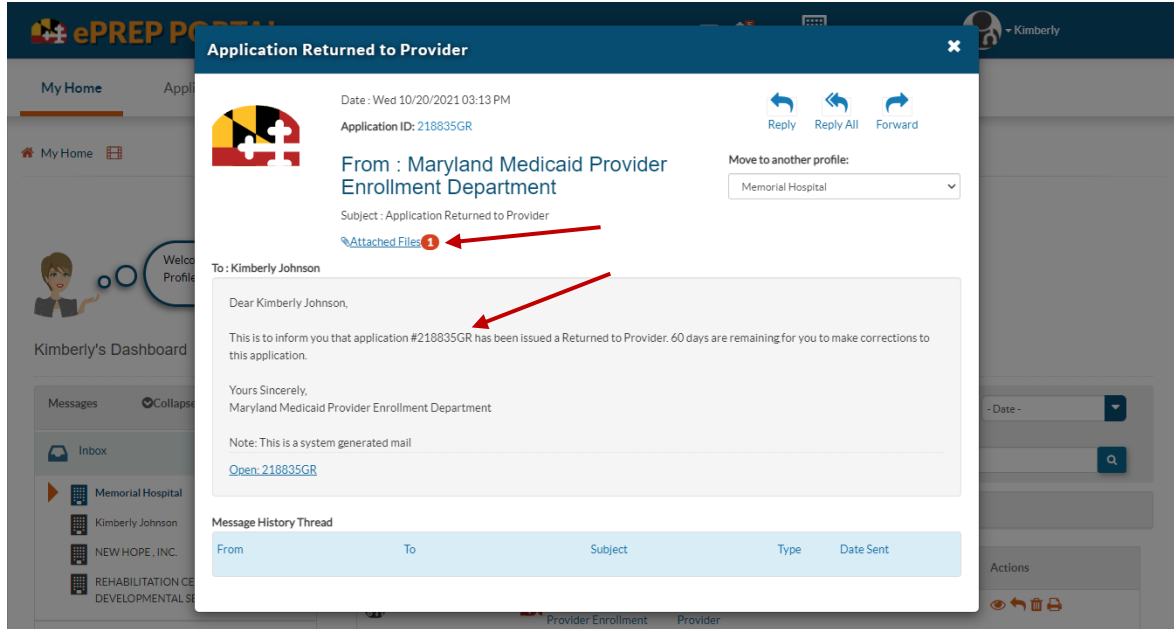 ePREP PORTAL
Kimberly
Application Returned to Provider
My Home
Appli
Date : Wed 10/20/2021 03:13 PM
Application ID: 218835GR
Reply
Reply All
Forward
My Home
From : Maryland Medicaid Provider
Enrollment Department
Move to another profile:
Memorial Hospital
Subject : Application Returned to Provider
Attached Files 1
Welco
Profile
To : Kimberly Johnson
Dear Kimberly Johnson,
This is to inform you that application #218835GR has been issued a Returned to Provider. 60 days are remaining for you to make corrections to
this application.
Kimberly's Dashboard
Yours Sincerely,
Maryland Medicaid Provider Enrollment Department
Messages
Collapse
- Date -
Note: This is a system generated mail
Inbox
Open: 218835GR
Memorial Hospital
Kimberly Johnson
Message History Thread
NEW HOPE , INC.
From
To
Subject
Type
Date Sent
Actions
REHABILITATION CE
DEVELOPMENTAL SE
Provider Enrollment
Provider